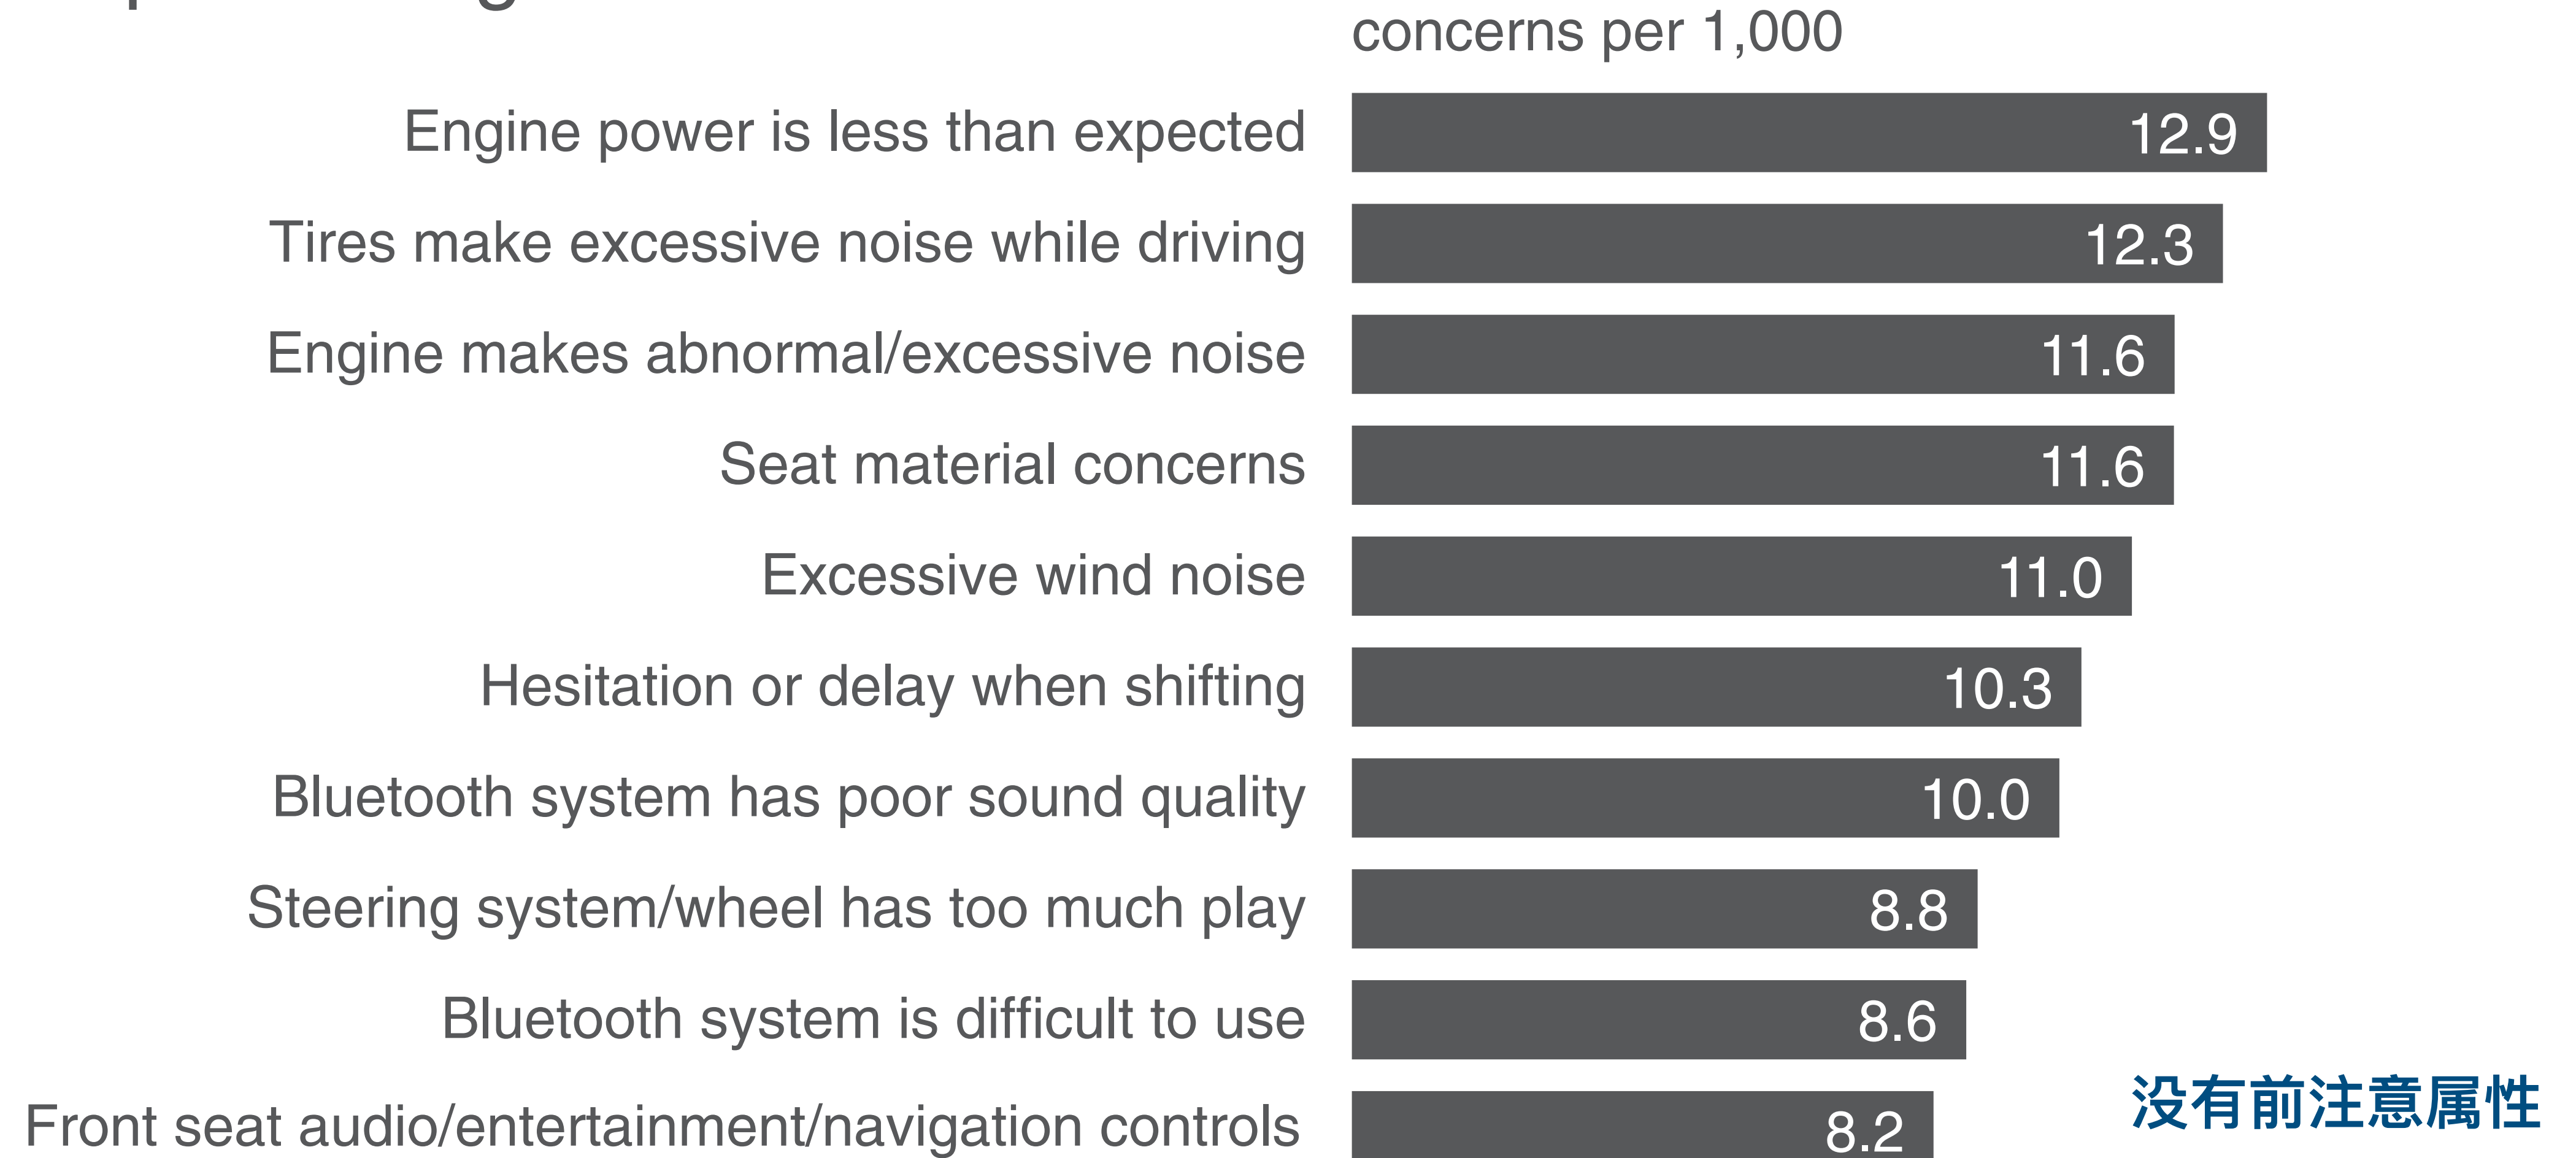 concerns per 1,000
Engine power is less than expected 12.9
Tires make excessive noise while driving 12.3
Engine makes abnormal/excessive noise 11.6
Seat material concerns 11.6
Excessive wind noise 11.0
Hesitation or delay when shifting 10.3
Bluetooth system has poor sound quality 10.0
Steering system/wheel has too much play 8.8
Bluetooth system is difficult to use 8.6
Front seat audio/entertainment/navigation controls 8.2
没有前注意属性